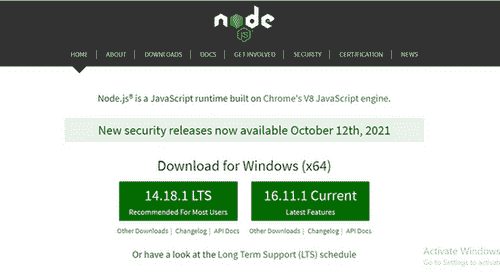 node
JS
HOME | ABOUT | DOWNLOADS | DOCS | GET INVOLVED | SECURITY | CERTIFICATION | NEWS
Node.js® is a JavaScript runtime built on Chrome's V8 JavaScript engine.
New security releases now available October 12th, 2021
Download for Windows (x64)
14.18.1 LTS 16.11.1 Current
Recommended For Most Users Latest Features
Other Downloads | Changelog | API Docs Other Downloads | Changelog | API Docs
Or have a look at the Long Term Support (LTS) schedule
Activate Windows
Go to Settings to activate